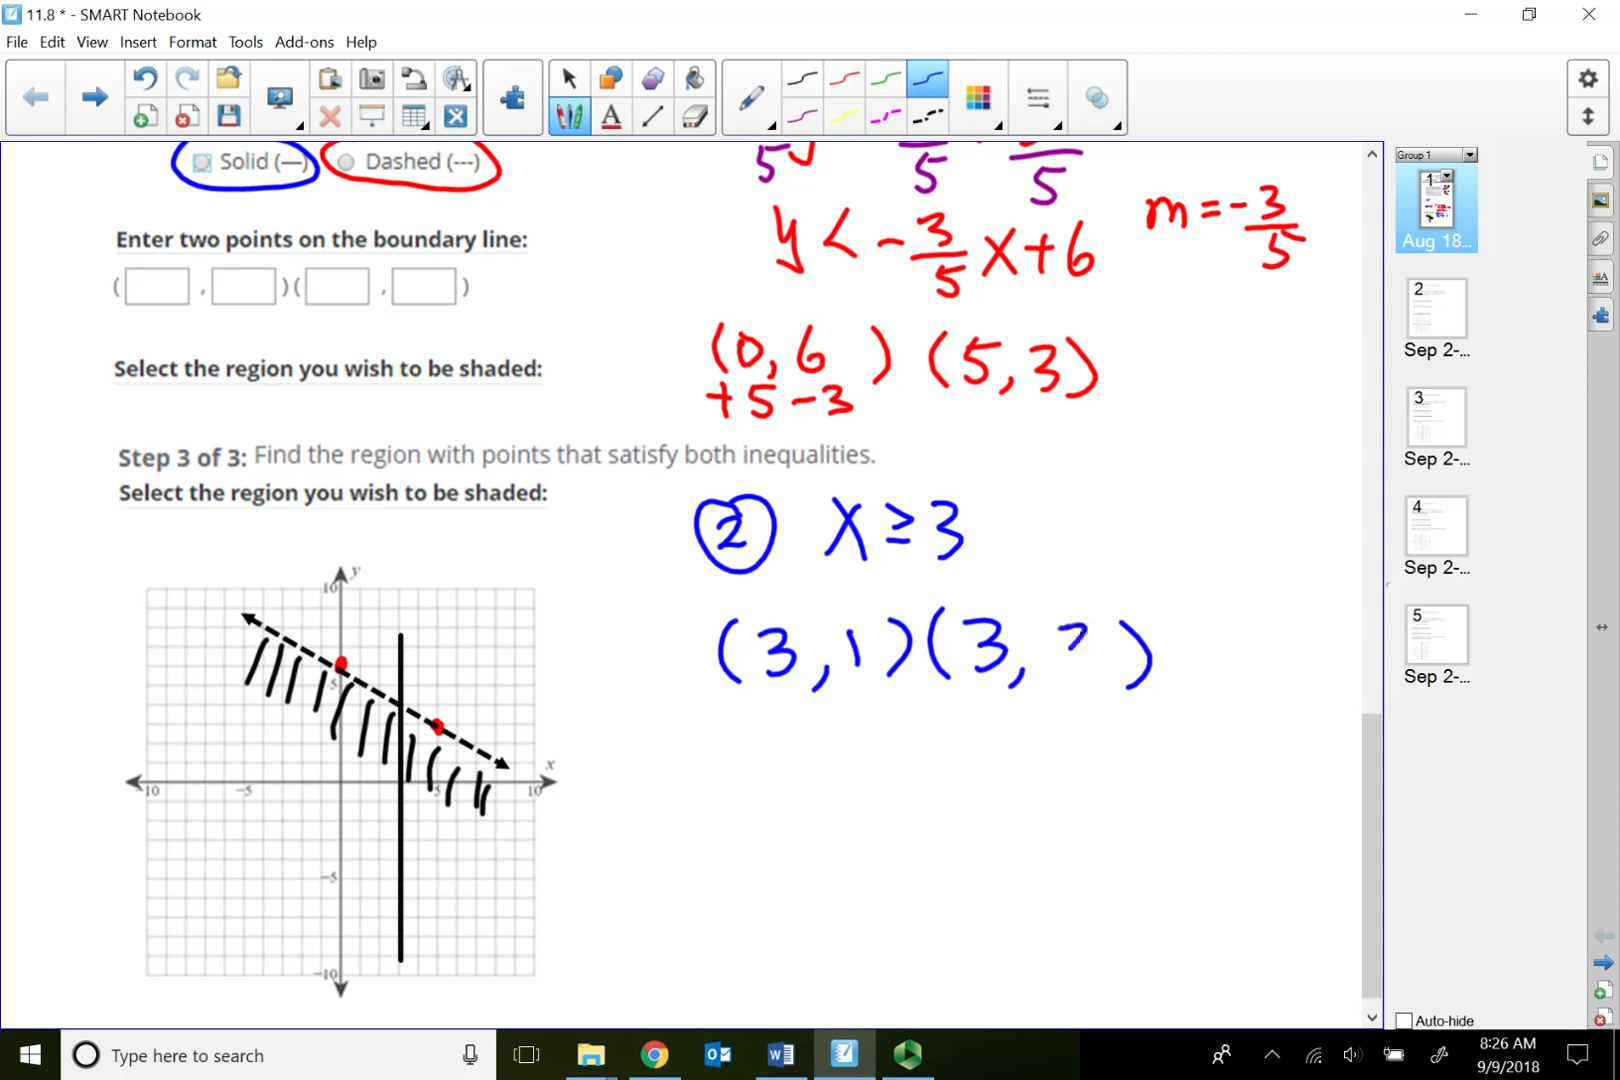 11.8 * - SMART Notebook
File Edit View Insert Format Tools Add-ons Help
Solid (—) Dashed (---)
5 5 5
y < - 3/5 x + 6
m = - 3/5
Enter two points on the boundary line:
( , ) ( , )
(0, 6 ) (5, 3)
+5 -3
Select the region you wish to be shaded:
Step 3 of 3: Find the region with points that satisfy both inequalities.
Select the region you wish to be shaded:
2 x ≥ 3
(3, 1) (3, )
y
10
5
x
-10 -5 5 10
-5
-10
Group 1
1
Aug 18...
2
Sep 2-...
3
Sep 2-...
4
Sep 2-...
5
Sep 2-...
Auto-hide
Type here to search
8:26 AM
9/9/2018